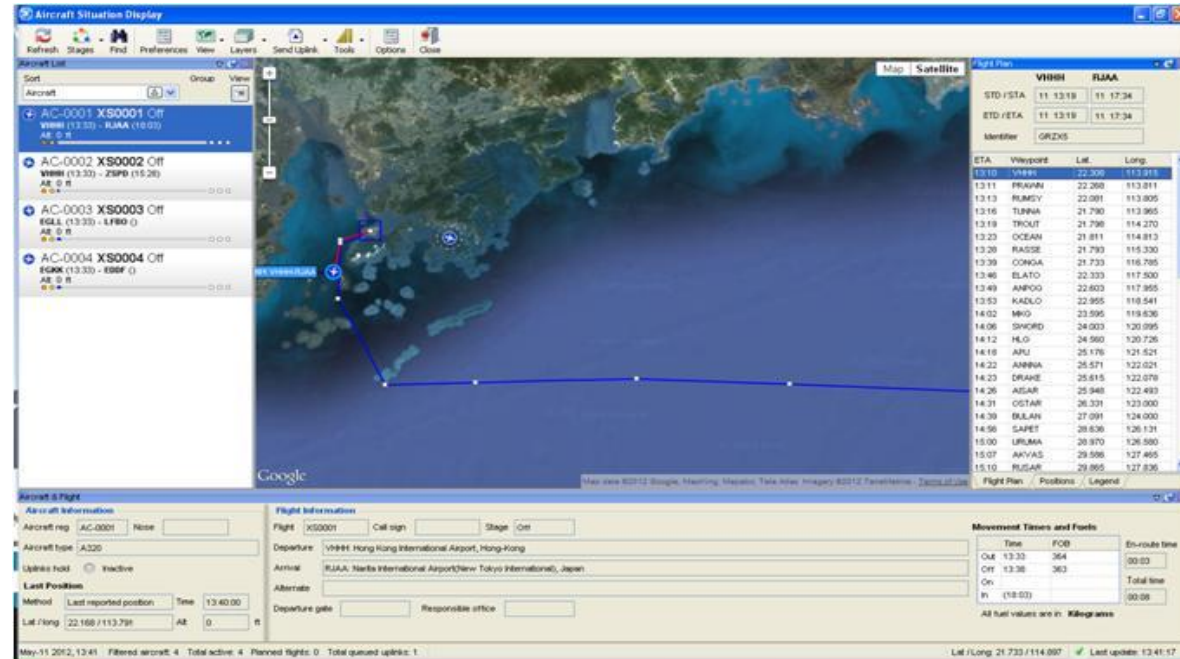 Aircraft Situation Display
Refresh Stages Find Preferences View Layers Send Uplink Tools Options Close
Aircraft List
Sort Group View
Aircraft
AC-0001 XS0001 Off
VHHH (13:33) - RJAA (18:03)
Alt: 0 ft
AC-0002 XS0002 Off
VHHH (13:33) - ZSPD (15:28)
Alt: 0 ft
AC-0003 XS0003 Off
EGLL (13:33) - LFBO ()
Alt: 0 ft
AC-0004 XS0004 Off
EGKK (13:33) - EDDF ()
Alt: 0 ft
Map Satellite
VHHH/RJAA
Google
Terms of Use
Flight Plan
VHHH RJAA
STD / STA 11 13:19 11 17:34
ETD / ETA 11 13:19 11 17:34
Identifier GRZX5
ETA Waypoint Lat. Long.
13:10 VHHH 22.309 113.915
13:11 PRAWN 22.268 113.811
13:13 RUMSY 22.081 113.805
13:16 TUNNA 21.790 113.965
13:19 TROUT 21.798 114.270
13:23 OCEAN 21.811 114.813
13:28 RASSE 21.793 115.330
13:39 CONGA 21.733 116.785
13:46 ELATO 22.333 117.500
13:49 ANPOG 22.603 117.955
13:53 KADLO 22.955 118.541
14:02 MKG 23.595 119.636
14:06 SWORD 24.003 120.095
14:12 HLG 24.560 120.726
14:18 APU 25.176 121.521
14:22 ANNNA 25.571 122.021
14:23 DRAKE 25.615 122.078
14:26 AISAR 25.948 122.493
14:31 OSTAR 26.331 123.000
14:39 BULAN 27.091 124.000
14:56 SAPET 28.636 126.131
15:00 URUMA 28.970 126.580
15:07 AKVAS 29.586 127.465
15:10 RUSAR 29.865 127.836
Flight Plan Positions Legend
Aircraft & Flight
Aircraft Information
Aircraft reg AC-0001 Nose
Aircraft type A320
Uplinks hold Inactive
Last Position
Method Last reported position Time 13:40:00
Lat / long 22.168 / 113.791 Alt 0 ft
Flight Information
Flight XS0001 Call sign Stage Off
Departure VHHH: Hong Kong International Airport, Hong-Kong
Arrival RJAA: Narita International Airport(New Tokyo International), Japan
Alternate
Departure gate Responsible office
Movement Times and Fuels
Time FOB
Out 13:33 364
Off 13:38 363
On
In (18:03)
En-route time
00:03
Total time
00:08
All fuel values are in Kilograms
May-11 2012, 13:41 Filtered aircraft: 4 Total active: 4 Planned flights: 0 Total queued uplinks: 1
Lat / Long: 21.733 / 114.897 Last update: 13:41:17